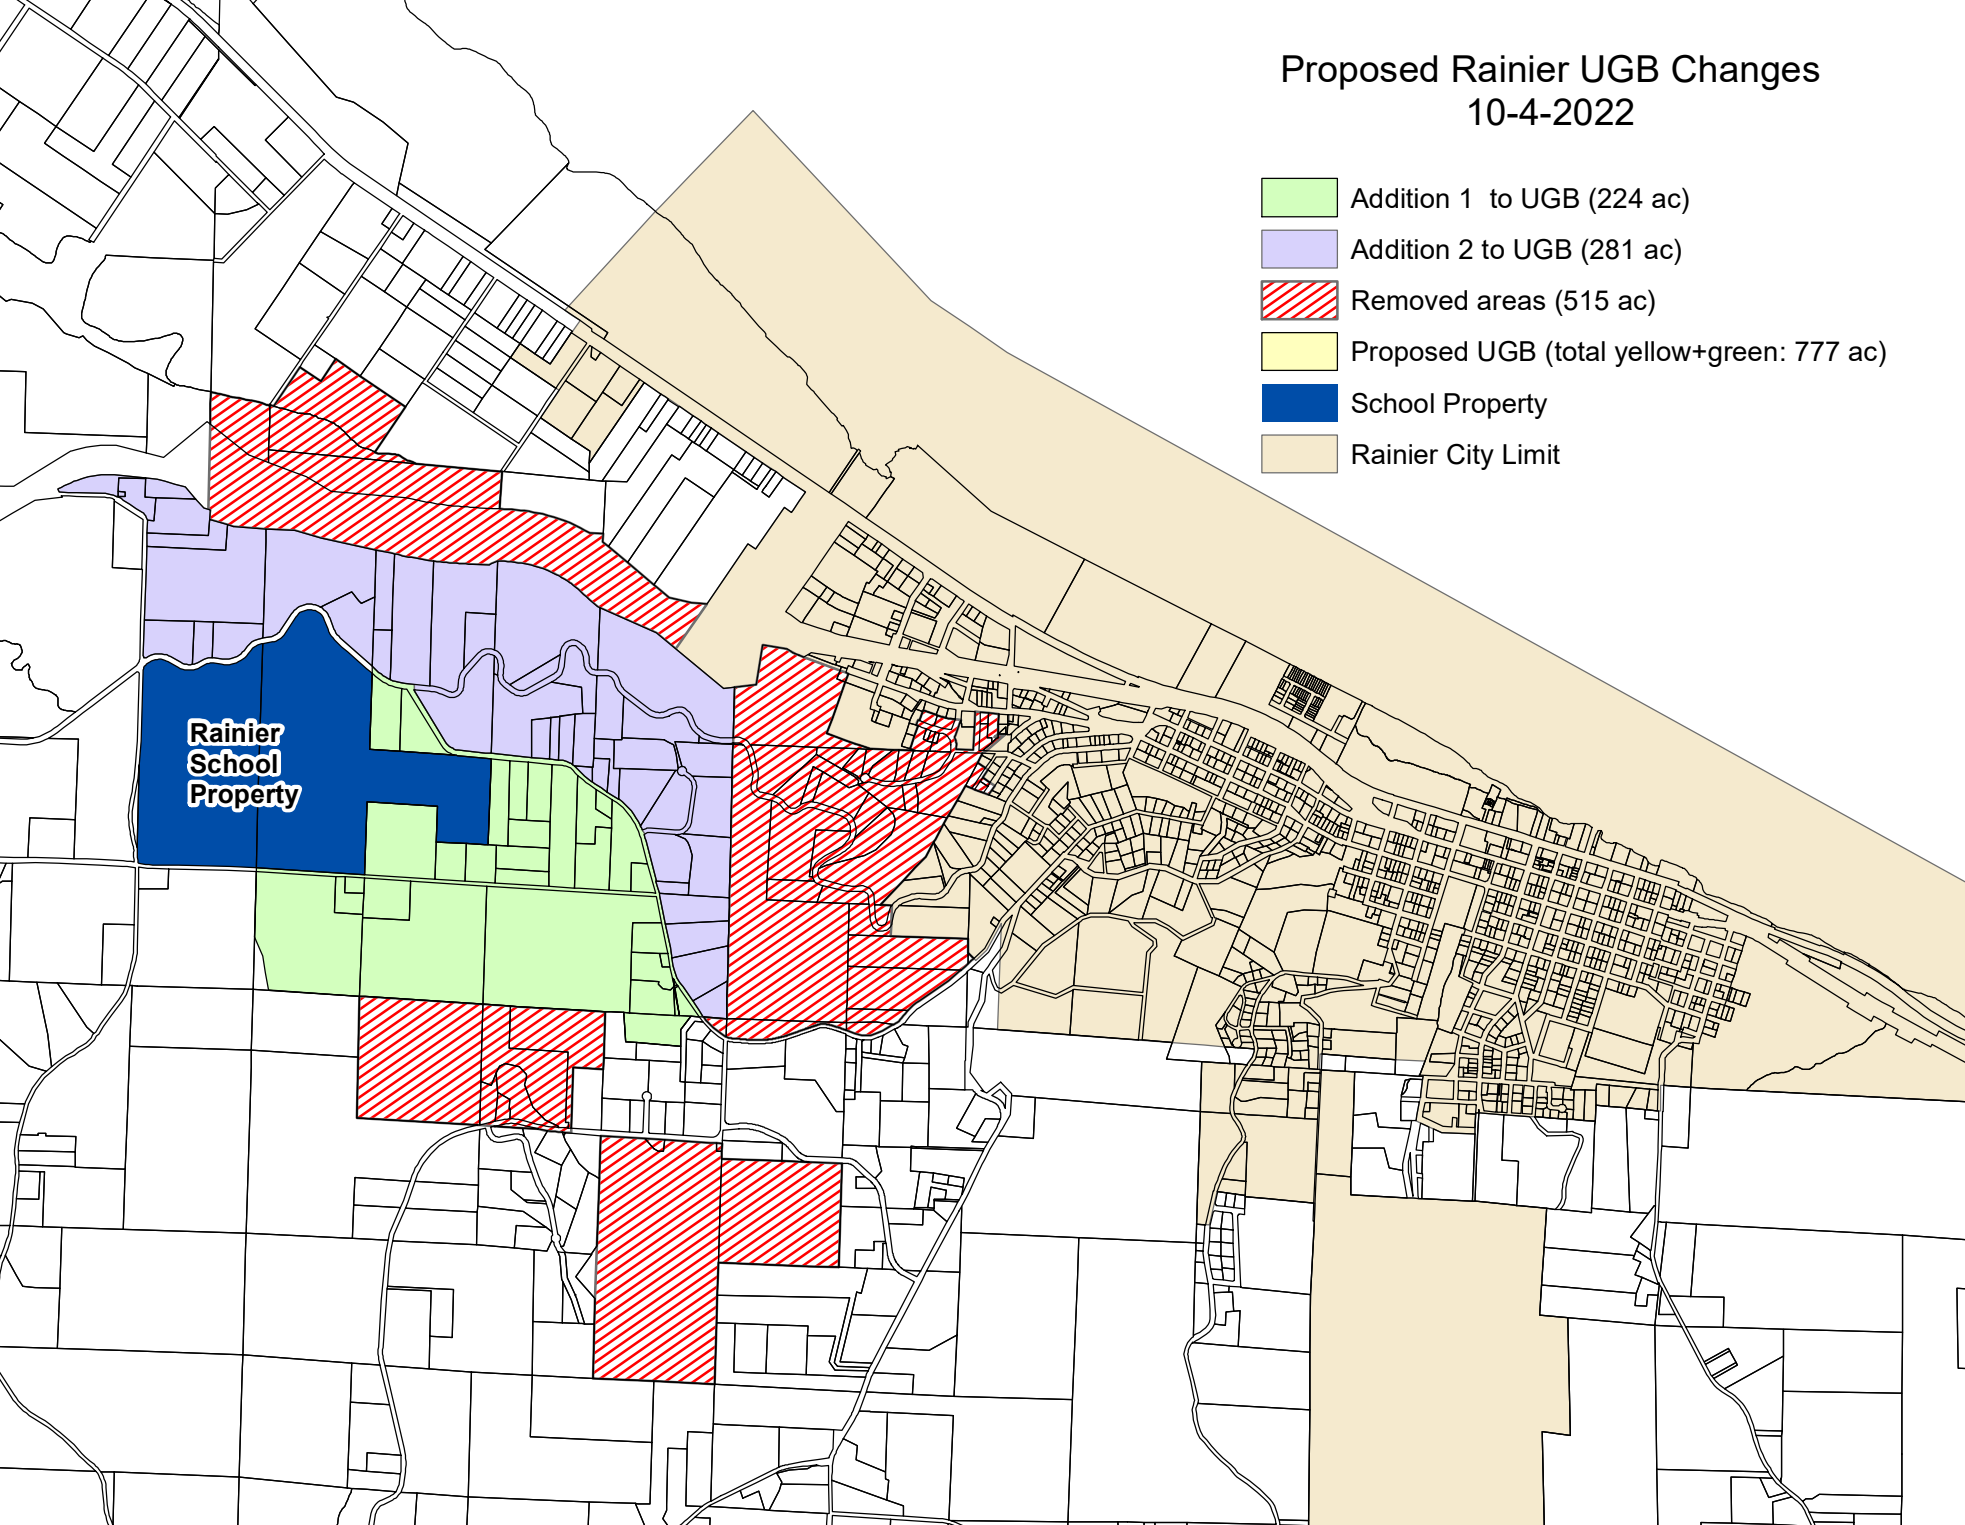 Proposed Rainier UGB Changes
10-4-2022
Addition 1  to UGB (224 ac)
Addition 2 to UGB (281 ac)
Removed areas (515 ac)
Proposed UGB (total yellow+green: 777 ac)
School Property
Rainier City Limit
Rainier
School
Property